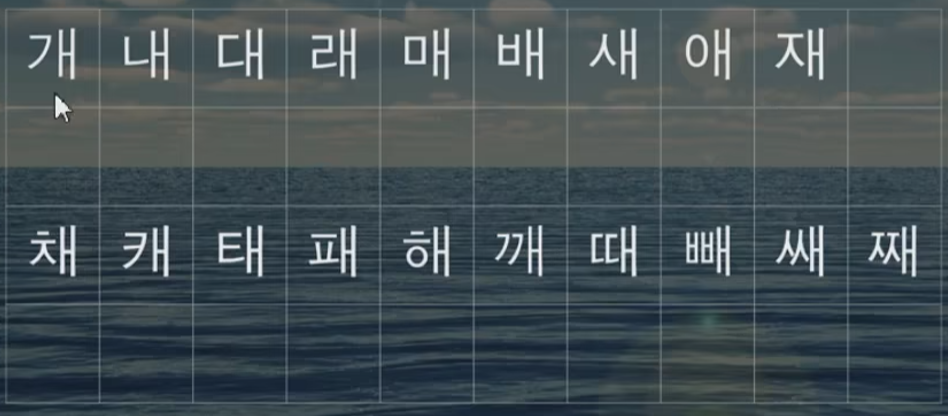 개 내 대 래 매 배 새 애 재
채 캐 태 패 해 깨 때 빼 쌔 째